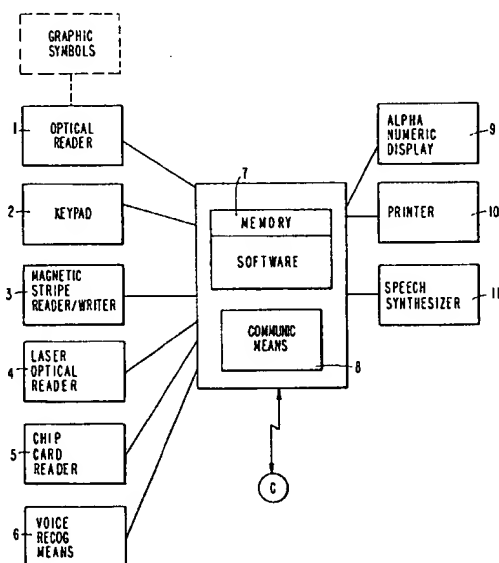 GRAPHIC
SYMBOLS
1
OPTICAL
READER
2
KEYPAD
3
MAGNETIC
STRIPE
READER/WRITER
4
LASER
OPTICAL
READER
5
CHIP
CARD
READER
6
VOICE
RECOG
MEANS
7
MEMORY
SOFTWARE
COMMUNIC
MEANS
8
C
ALPHA
NUMERIC
DISPLAY
9
PRINTER
10
SPEECH
SYNTHESIZER
11